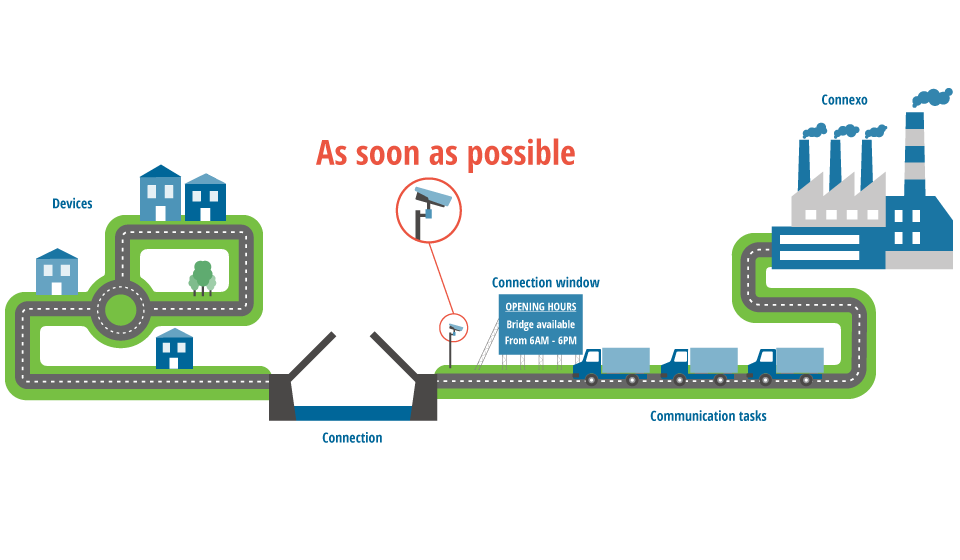 Connexo
As soon as possible
Devices
Connection window
OPENING HOURS
Bridge available
From 6AM - 6PM
Communication tasks
Connection